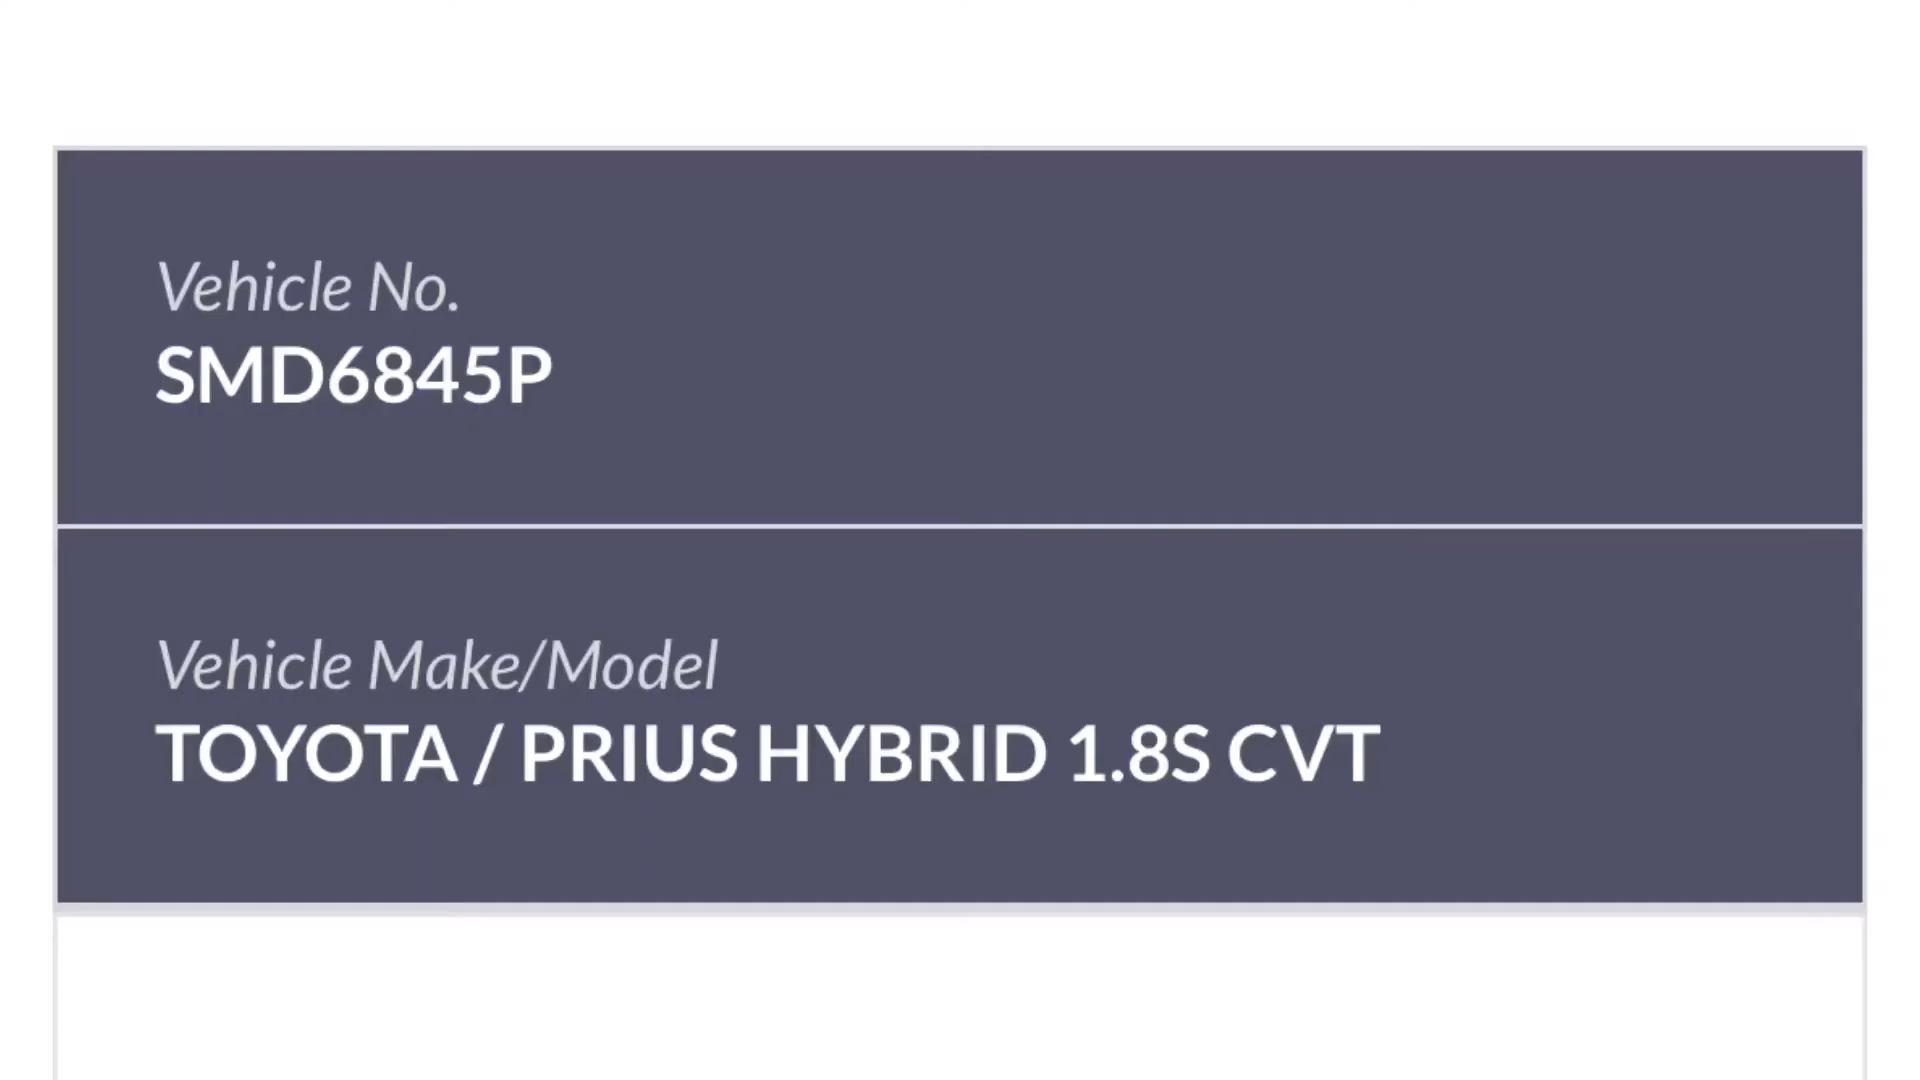 Vehicle No.
SMD6845P
Vehicle Make/Model
TOYOTA / PRIUS HYBRID 1.8S CVT